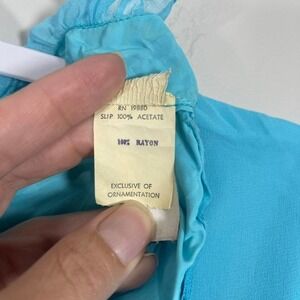 RN 19880
SLIP 100% ACETATE
100% RAYON
EXCLUSIVE OF
ORNAMENTATION